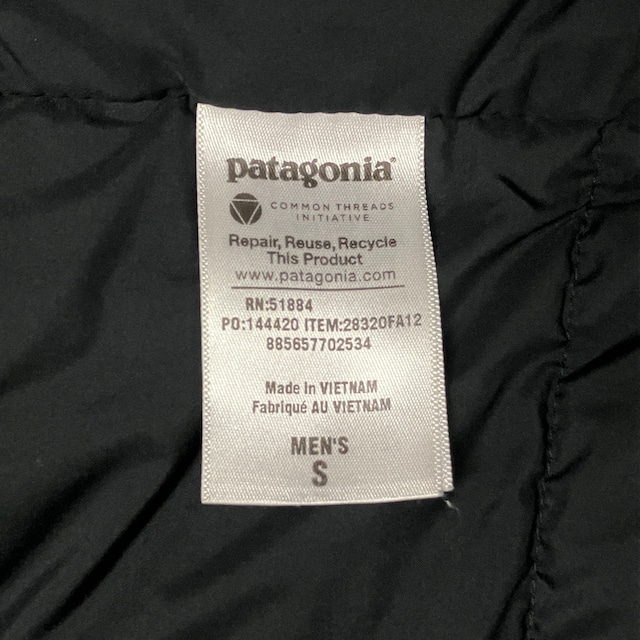 patagonia®
COMMON THREADS
INITIATIVE
Repair, Reuse, Recycle
This Product
www.patagonia.com
RN:51884
PO:144420 ITEM:28320FA12
885657702534
Made in VIETNAM
Fabriqué AU VIETNAM
MEN'S
S